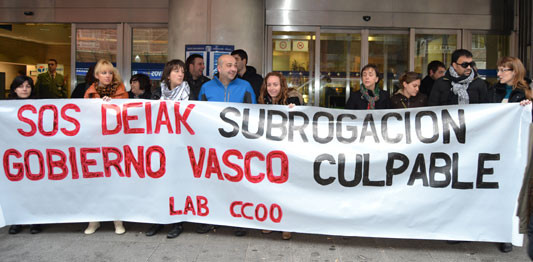 SOS DEIAK SUBROGACION
GOBIERNO VASCO CULPABLE
LAB CCOO